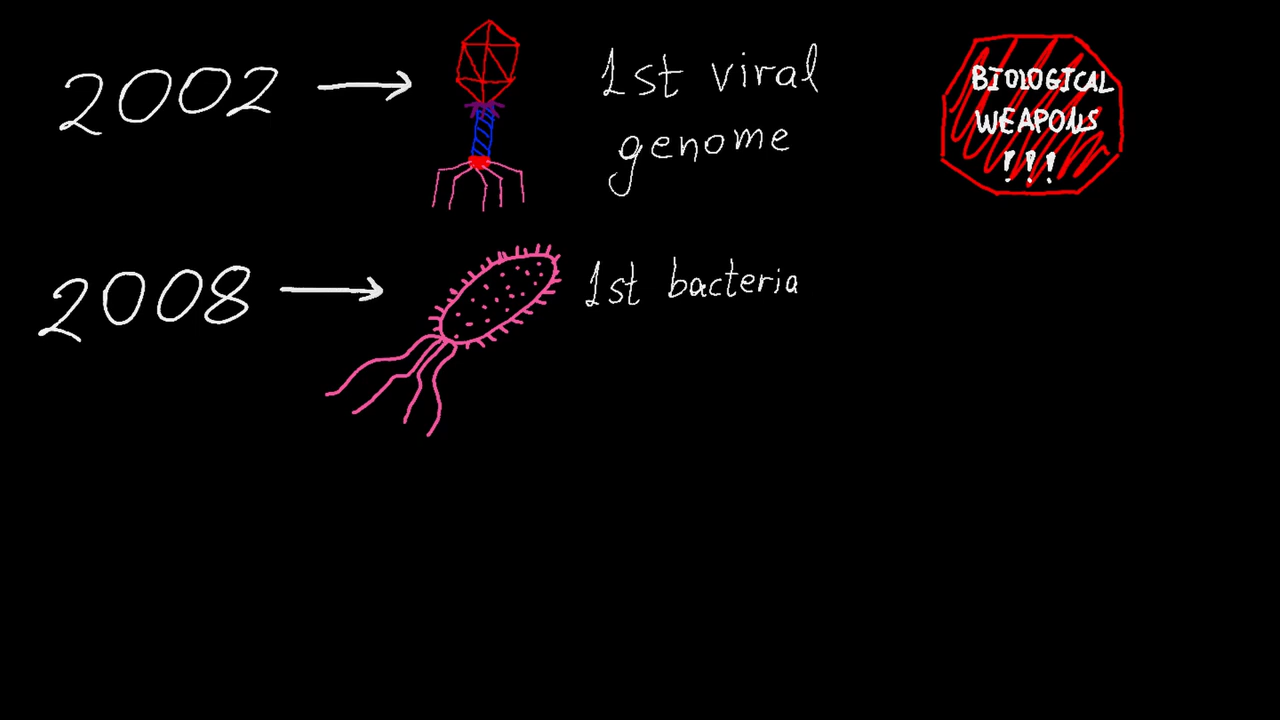 2002 → 1st viral
genome
BIOLOGICAL
WEAPONS
!!!
2008 → 1st bacteria